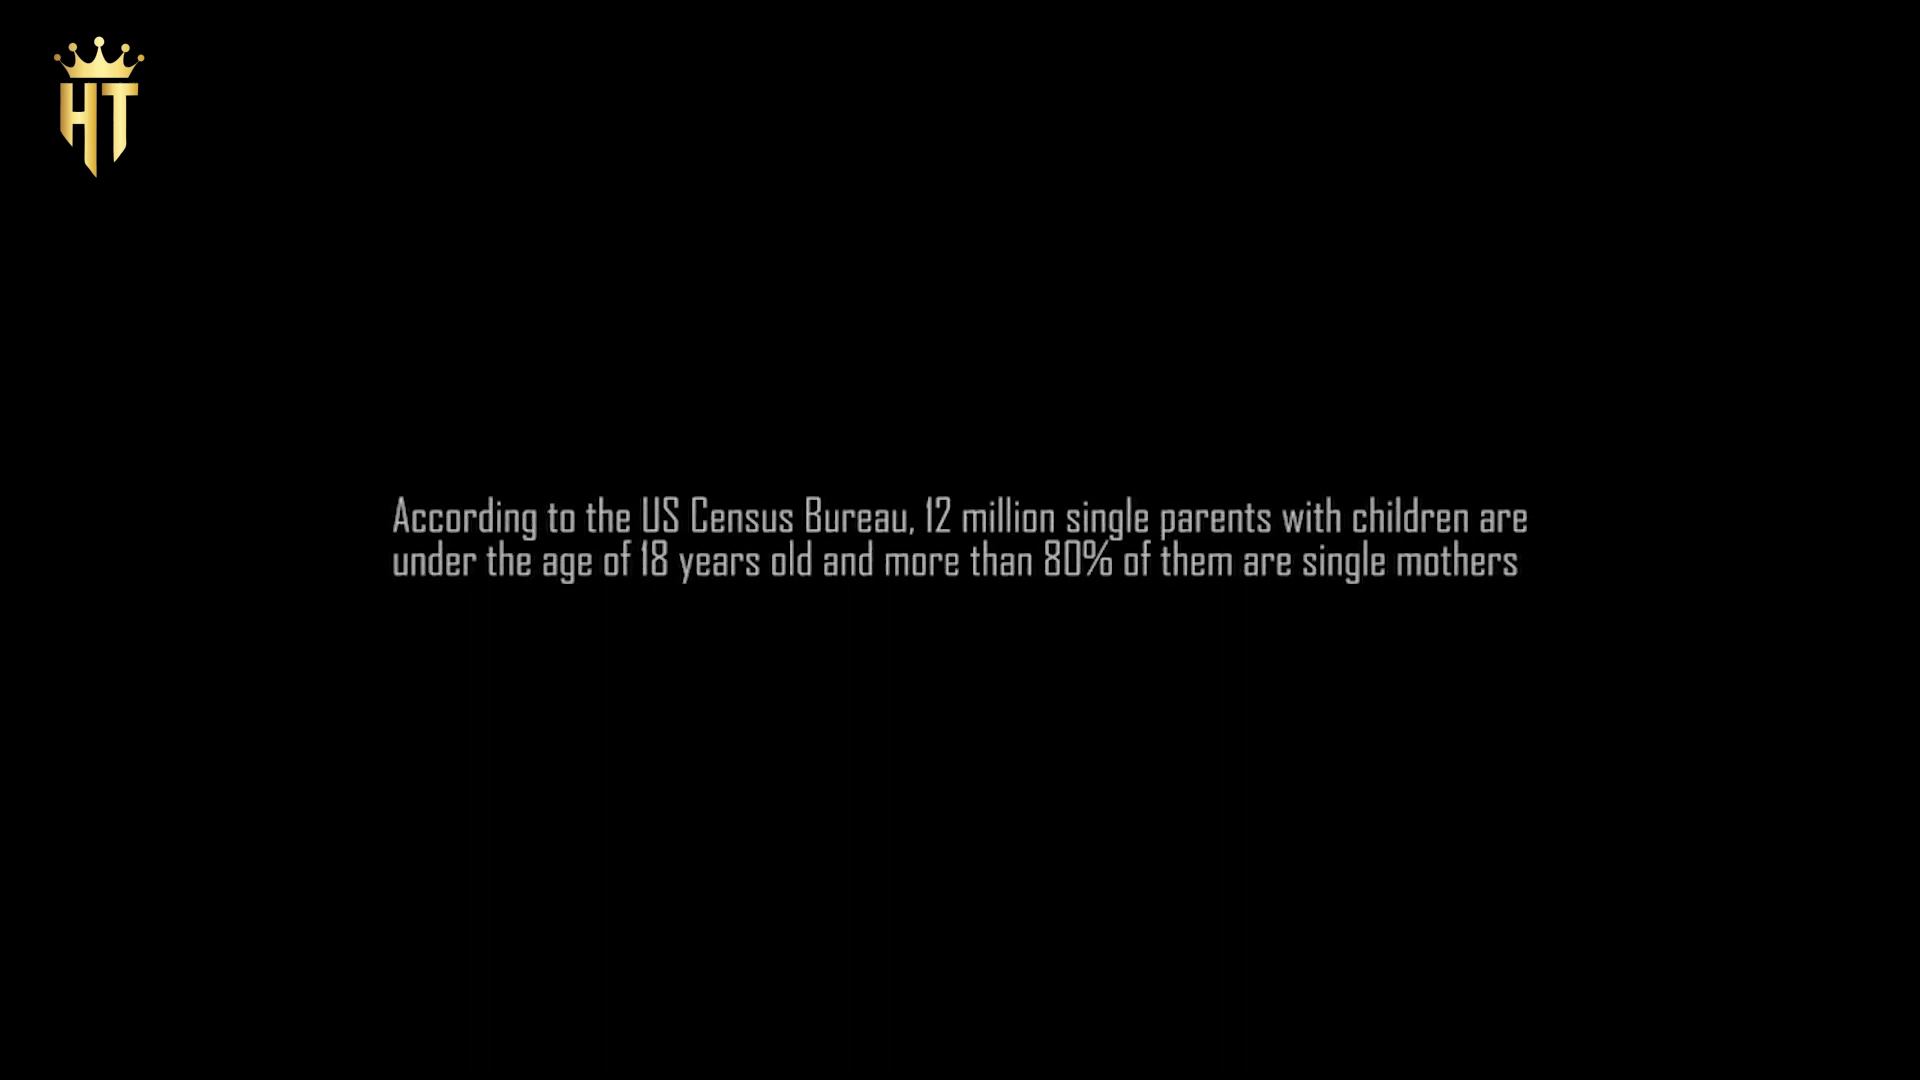 HT
According to the US Census Bureau, 12 million single parents with children are
under the age of 18 years old and more than 80% of them are single mothers